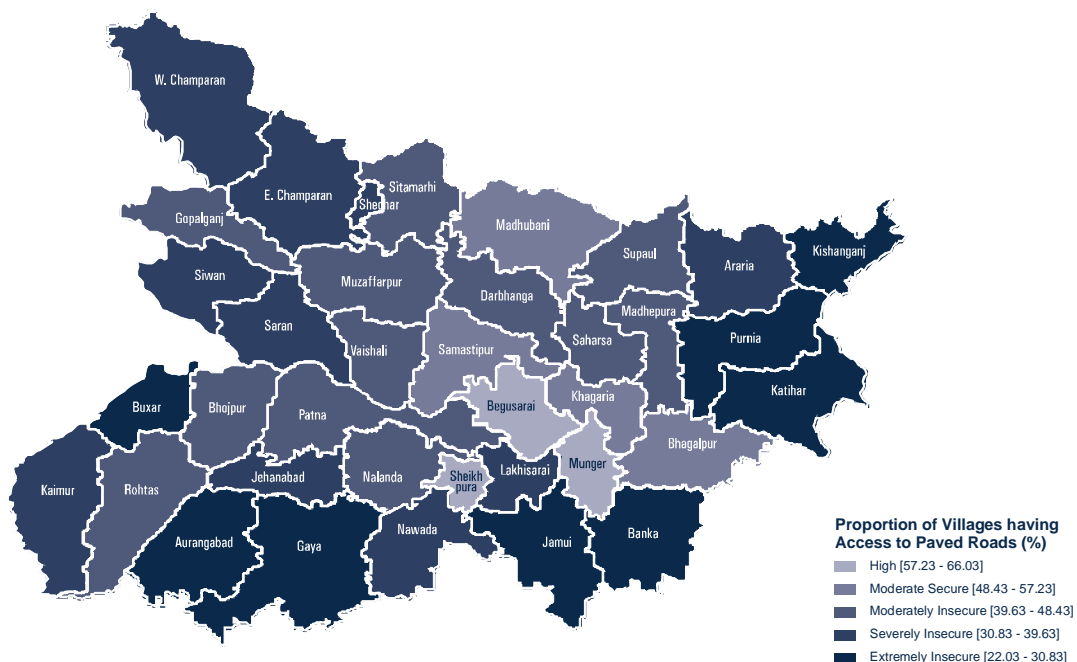 W. Champaran
E. Champaran
Sheohar
Sitamarhi
Gopalganj
Madhubani
Kishanganj
Supaul
Araria
Siwan
Muzaffarpur
Darbhanga
Madhepura
Saran
Purnia
Saharsa
Vaishali
Samastipur
Katihar
Khagaria
Buxar
Bhojpur
Patna
Begusarai
Bhagalpur
Munger
Lakhisarai
Jehanabad
Nalanda
Sheikh
pura
Kaimur
Rohtas
Nawada
Banka
Aurangabad
Gaya
Jamui
Proportion of Villages having
Access to Paved Roads (%)
High [57.23 - 66.03]
Moderate Secure [48.43 - 57.23]
Moderately Insecure [39.63 - 48.43]
Severely Insecure [30.83 - 39.63]
Extremely Insecure [22.03 - 30.83]